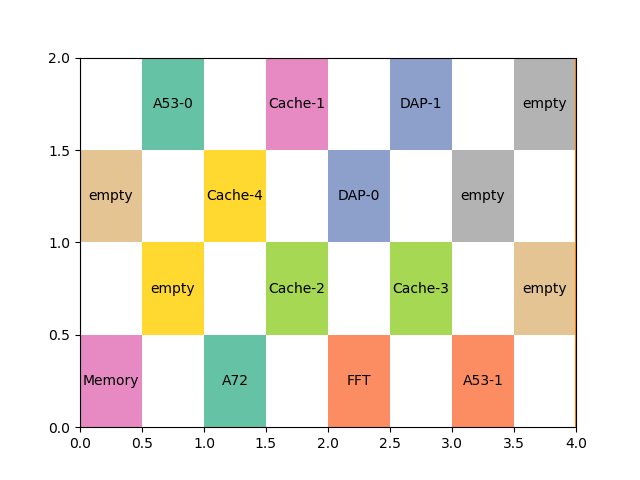 2.0
A53-0 Cache-1 DAP-1 empty
1.5
empty Cache-4 DAP-0 empty
1.0
empty Cache-2 Cache-3 empty
0.5
Memory A72 FFT A53-1
0.0
0.0 0.5 1.0 1.5 2.0 2.5 3.0 3.5 4.0